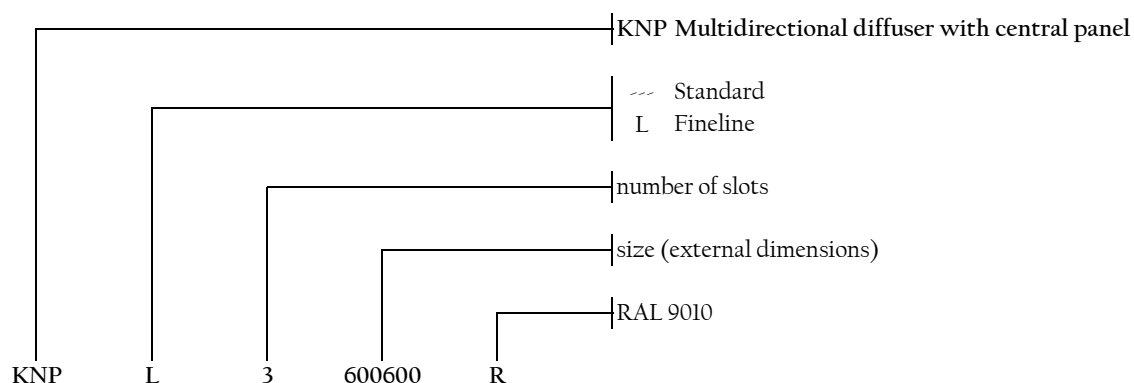 KNP Multidirectional diffuser with central panel
--- Standard
L Fineline
number of slots
size (external dimensions)
RAL 9010
KNP L 3 600600 R